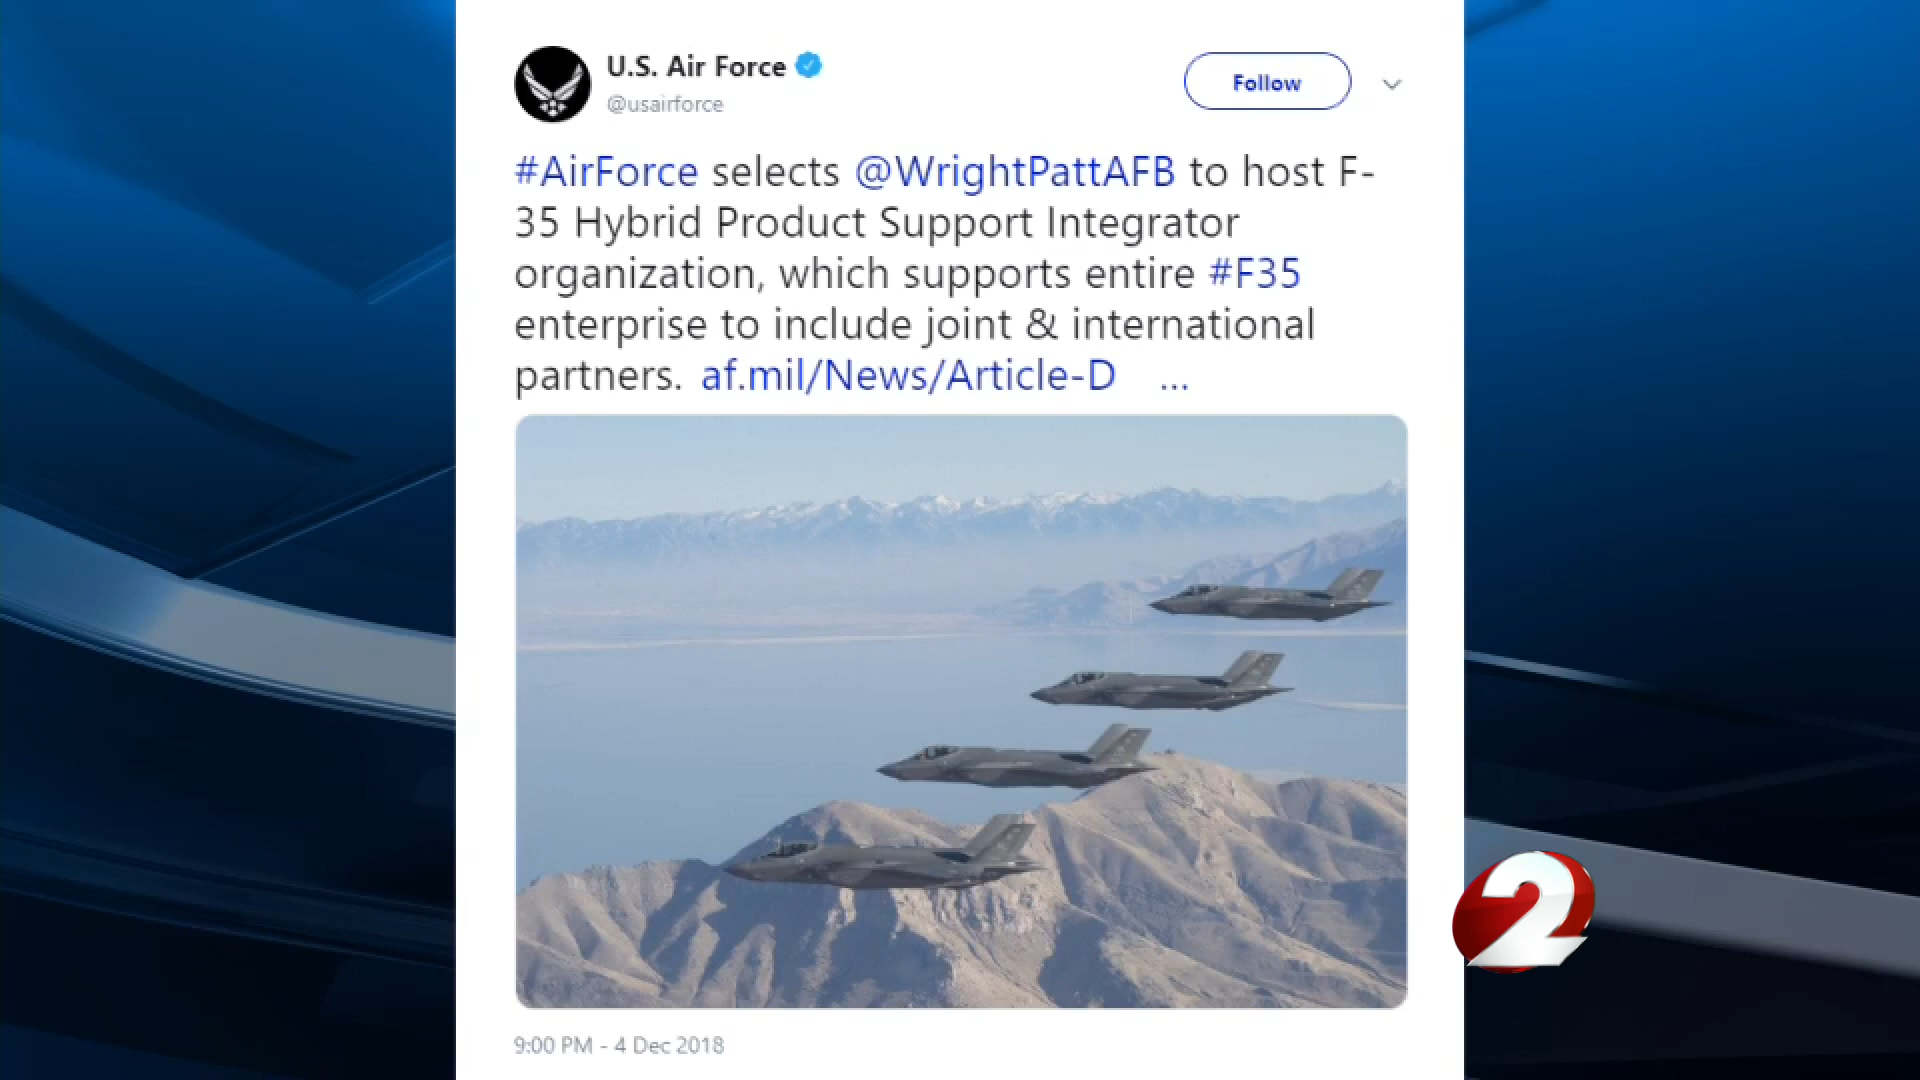 U.S. Air Force
@usairforce
Follow
#AirForce selects @WrightPattAFB to host F-
35 Hybrid Product Support Integrator
organization, which supports entire #F35
enterprise to include joint & international
partners. af.mil/News/Article-D ...
9:00 PM - 4 Dec 2018
2